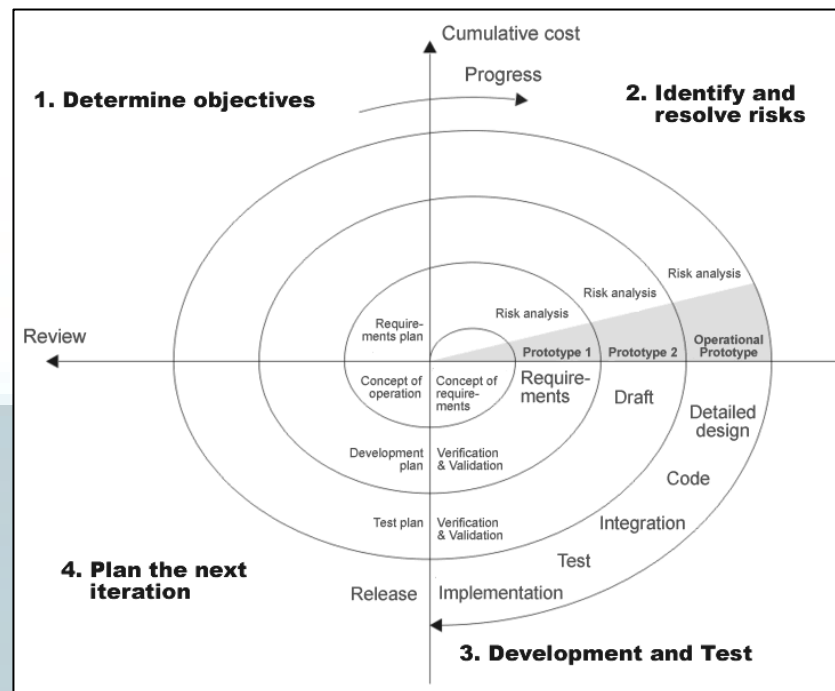 Cumulative cost
Progress
1. Determine objectives
2. Identify and
resolve risks
Risk analysis
Risk analysis
Risk analysis
Require-
ments plan
Review
Prototype 1
Prototype 2
Operational
Prototype
Concept of
operation
Concept of
require-
ments
Require-
ments
Draft
Detailed
design
Development
plan
Verification
& Validation
Code
Test plan
Verification
& Validation
Integration
Test
4. Plan the next
iteration
Release
Implementation
3. Development and Test